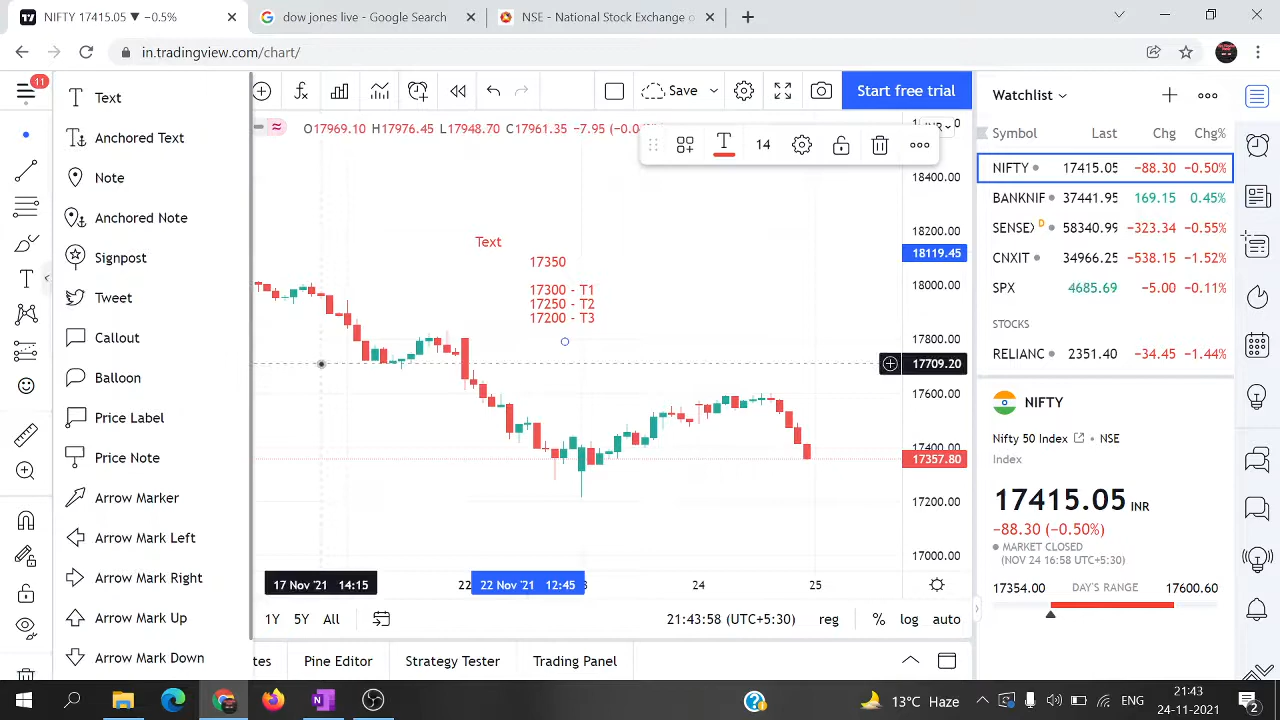 NIFTY 17415.05 ▼ −0.5%
dow jones live - Google Search
NSE - National Stock Exchange
in.tradingview.com/chart/
11
Save
Start free trial
O17969.10 H17976.45 L17948.70 C17961.35 −7.95
14
Text
Anchored Text
Note
Anchored Note
Signpost
Tweet
Callout
Balloon
Price Label
Price Note
Arrow Marker
Arrow Mark Left
Arrow Mark Right
Arrow Mark Up
Arrow Mark Down
Text
17350
17300 - T1
17250 - T2
17200 - T3
18400.00
18200.00
18119.45
18000.00
17800.00
17709.20
17600.00
17400.00
17357.80
17200.00
17000.00
17 Nov '21 14:15
22
22 Nov '21 12:45
24
25
1Y 5Y All
21:43:58 (UTC+5:30)
reg
% log auto
tes
Pine Editor
Strategy Tester
Trading Panel
Watchlist
Symbol Last Chg Chg%
NIFTY 17415.05 −88.30 −0.50%
BANKNIF 37441.95 169.15 0.45%
SENSE D 58340.99 −323.34 −0.55%
CNXIT 34966.25 −538.15 −1.52%
SPX 4685.69 −5.00 −0.11%
STOCKS
RELIANC 2351.40 −34.45 −1.44%
NIFTY
Nifty 50 Index • NSE
Index
17415.05 INR
−88.30 (−0.50%)
MARKET CLOSED
(NOV 24 16:58 UTC+5:30)
17354.00 DAY'S RANGE 17600.60
13°C Haze
ENG
21:43
24-11-2021
2